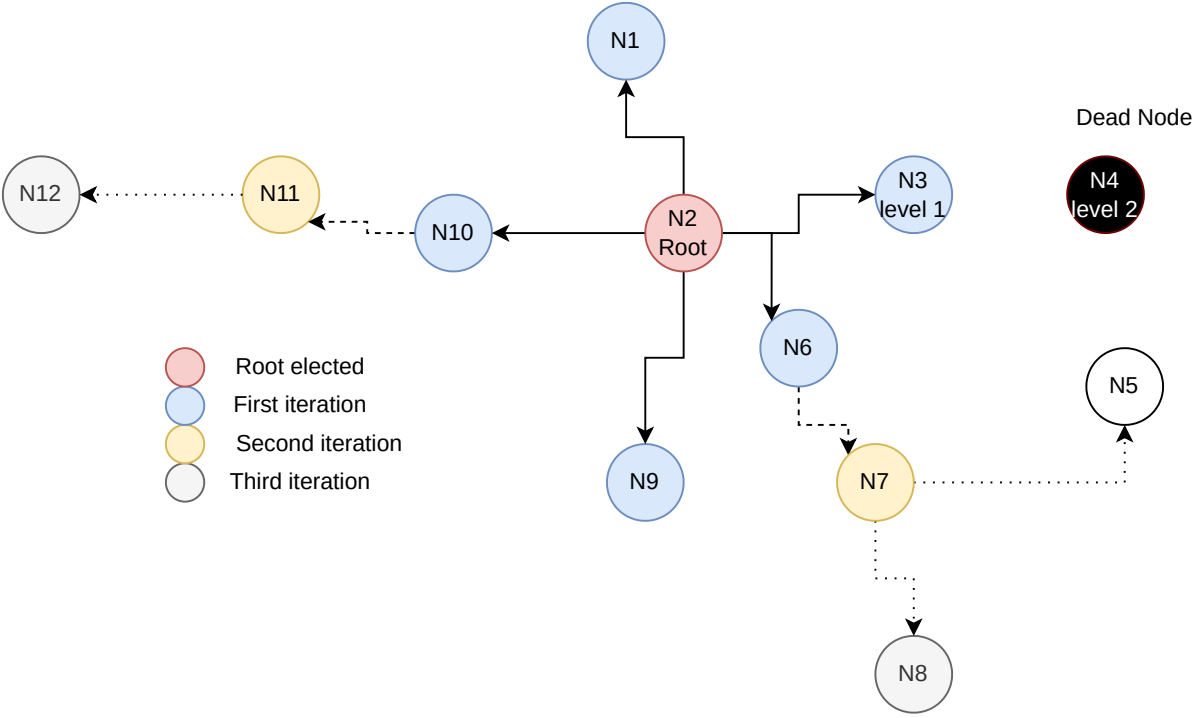 N1
Dead Node
N12
N11
N10
N2
Root
N3
level 1
N4
level 2
N6
N5
Root elected
First iteration
Second iteration
Third iteration
N9
N7
N8